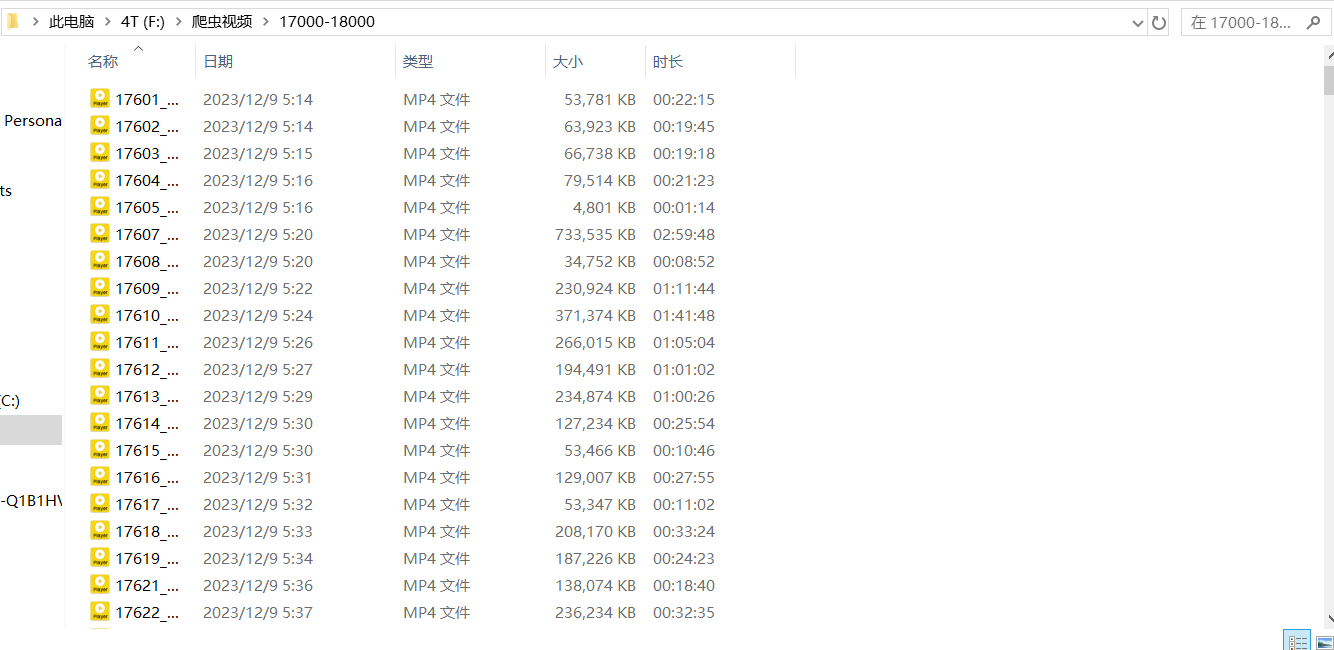 此电脑 > 4T (F:) > 爬虫视频 > 17000-18000
在 17000-18...
名称 日期 类型 大小 时长
17601_... 2023/12/9 5:14 MP4 文件 53,781 KB 00:22:15
Persona
17602_... 2023/12/9 5:14 MP4 文件 63,923 KB 00:19:45
17603_... 2023/12/9 5:15 MP4 文件 66,738 KB 00:19:18
17604_... 2023/12/9 5:16 MP4 文件 79,514 KB 00:21:23
ts
17605_... 2023/12/9 5:16 MP4 文件 4,801 KB 00:01:14
17607_... 2023/12/9 5:20 MP4 文件 733,535 KB 02:59:48
17608_... 2023/12/9 5:20 MP4 文件 34,752 KB 00:08:52
17609_... 2023/12/9 5:22 MP4 文件 230,924 KB 01:11:44
17610_... 2023/12/9 5:24 MP4 文件 371,374 KB 01:41:48
17611_... 2023/12/9 5:26 MP4 文件 266,015 KB 01:05:04
17612_... 2023/12/9 5:27 MP4 文件 194,491 KB 01:01:02
17613_... 2023/12/9 5:29 MP4 文件 234,874 KB 01:00:26
(C:)
17614_... 2023/12/9 5:30 MP4 文件 127,234 KB 00:25:54
17615_... 2023/12/9 5:30 MP4 文件 53,466 KB 00:10:46
17616_... 2023/12/9 5:31 MP4 文件 129,007 KB 00:27:55
-Q1B1H
17617_... 2023/12/9 5:32 MP4 文件 53,347 KB 00:11:02
17618_... 2023/12/9 5:33 MP4 文件 208,170 KB 00:33:24
17619_... 2023/12/9 5:34 MP4 文件 187,226 KB 00:24:23
17621_... 2023/12/9 5:36 MP4 文件 138,074 KB 00:18:40
17622_... 2023/12/9 5:37 MP4 文件 236,234 KB 00:32:35